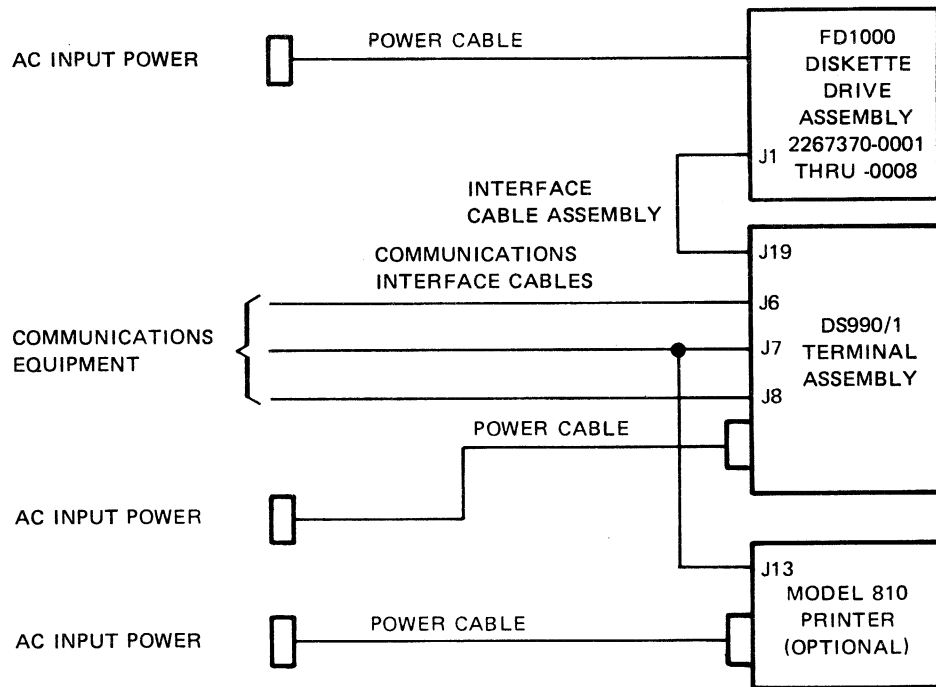 AC INPUT POWER
POWER CABLE
FD1000
DISKETTE
DRIVE
ASSEMBLY
2267370-0001
THRU -0008
J1
INTERFACE
CABLE ASSEMBLY
J19
COMMUNICATIONS
INTERFACE CABLES
J6
COMMUNICATIONS
EQUIPMENT
J7
J8
DS990/1
TERMINAL
ASSEMBLY
POWER CABLE
AC INPUT POWER
J13
MODEL 810
PRINTER
(OPTIONAL)
POWER CABLE
AC INPUT POWER